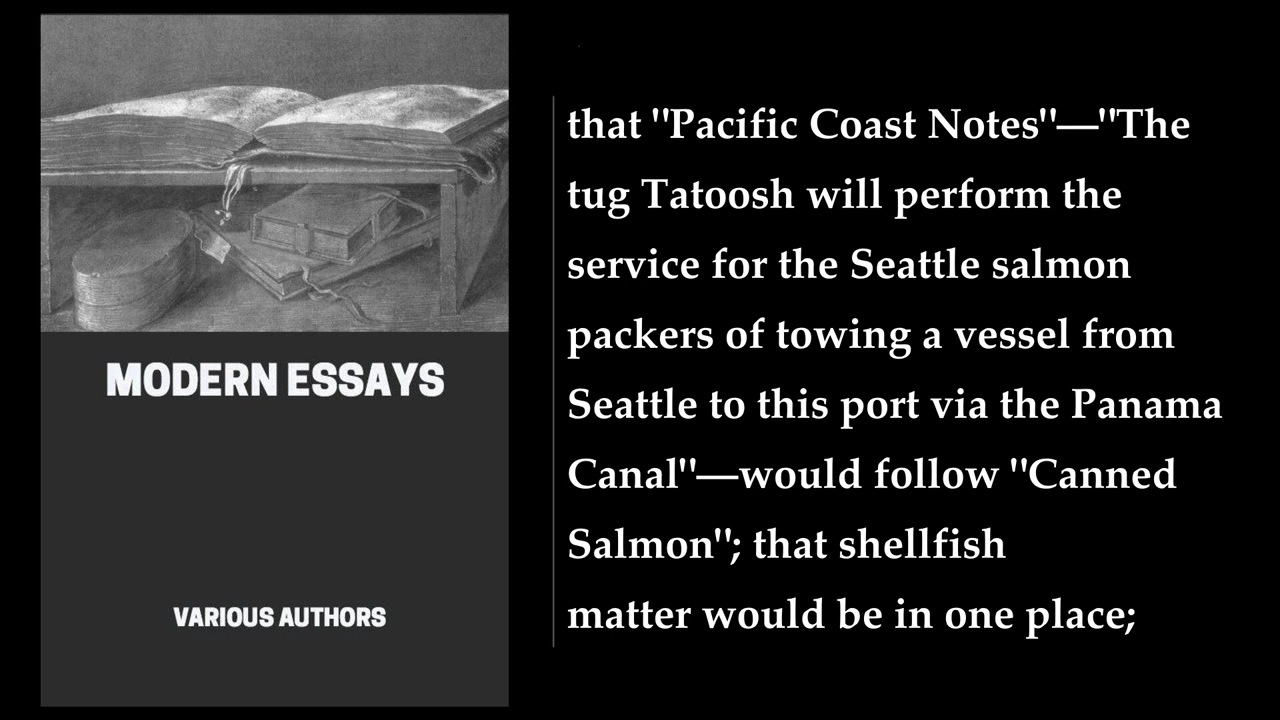 MODERN ESSAYS
VARIOUS AUTHORS
that "Pacific Coast Notes"—"The
tug Tatoosh will perform the
service for the Seattle salmon
packers of towing a vessel from
Seattle to this port via the Panama
Canal"—would follow "Canned
Salmon"; that shellfish
matter would be in one place;